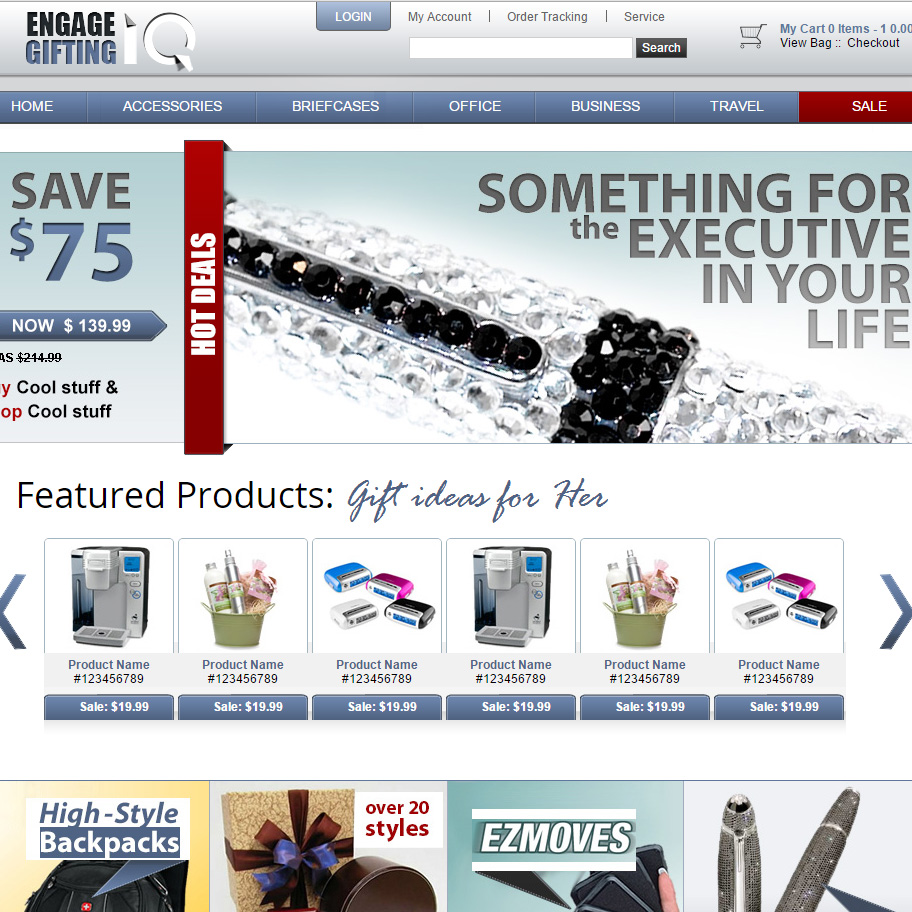 ENGAGE
GIFTING
iQ
LOGIN
My Account | Order Tracking | Service
Search
My Cart 0 Items - 1 0.00
View Bag :: Checkout
HOME
ACCESSORIES
BRIEFCASES
OFFICE
BUSINESS
TRAVEL
SALE
SAVE
$75
NOW $ 139.99
AS $214.99
y Cool stuff &
op Cool stuff
HOT DEALS
SOMETHING FOR
the EXECUTIVE
IN YOUR
LIFE
Featured Products: Gift ideas for Her
Product Name
#123456789
Sale: $19.99
Product Name
#123456789
Sale: $19.99
Product Name
#123456789
Sale: $19.99
Product Name
#123456789
Sale: $19.99
Product Name
#123456789
Sale: $19.99
Product Name
#123456789
Sale: $19.99
High-Style
Backpacks
over 20
styles
EZMOVES